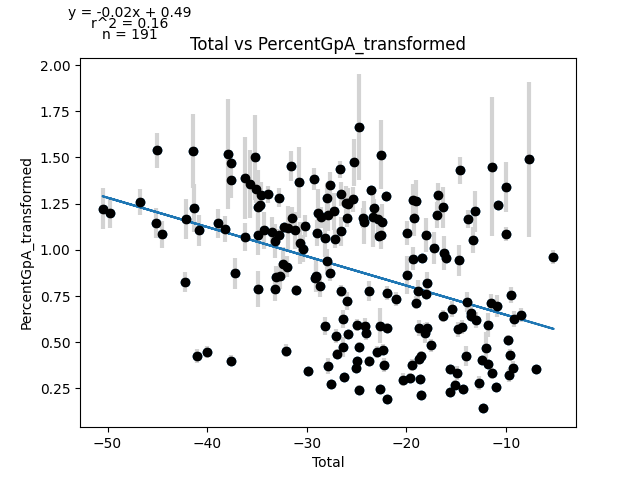 y = -0.02x + 0.49
r^2 = 0.16
n = 191
Total vs PercentGpA_transformed
2.00
1.75
1.50
1.25
1.00
0.75
0.50
0.25
PercentGpA_transformed
−50 −40 −30 −20 −10
Total